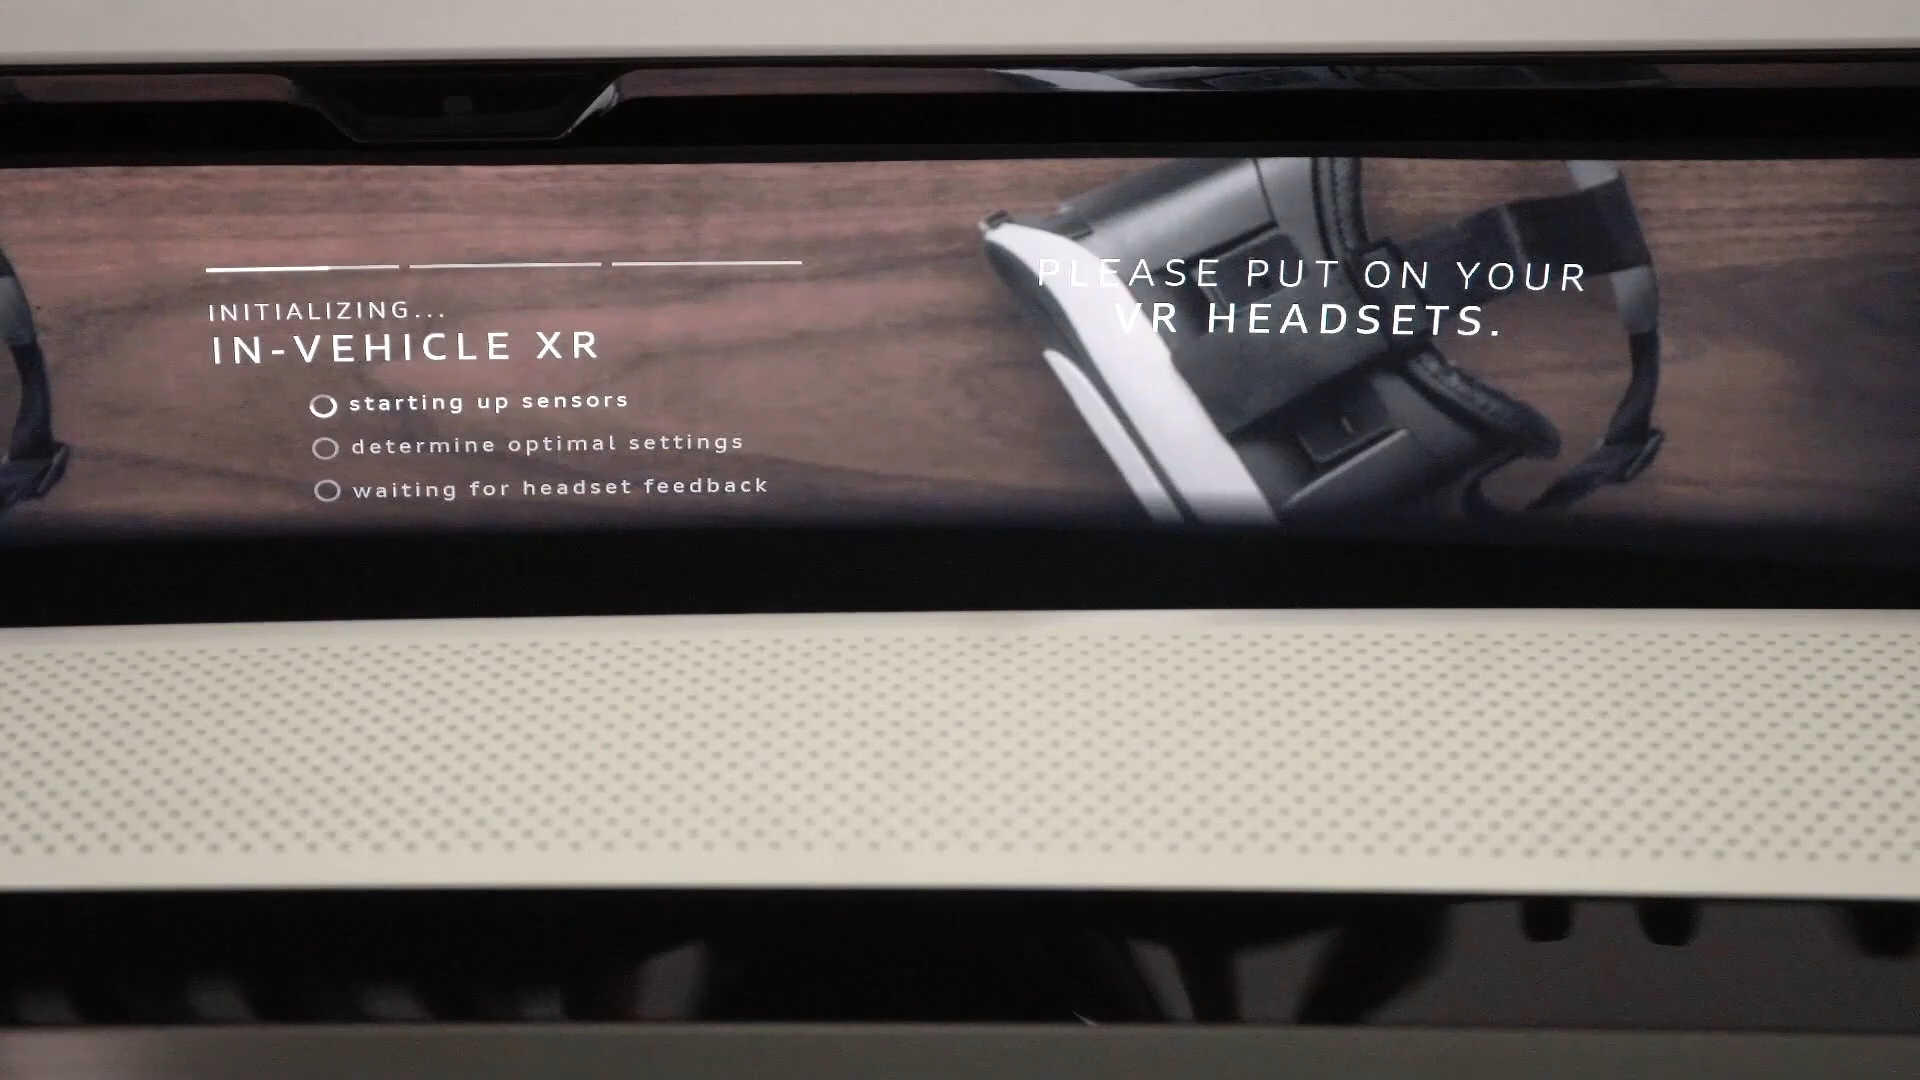 INITIALIZING...
IN-VEHICLE XR
starting up sensors
determine optimal settings
waiting for headset feedback
PLEASE PUT ON YOUR
VR HEADSETS.